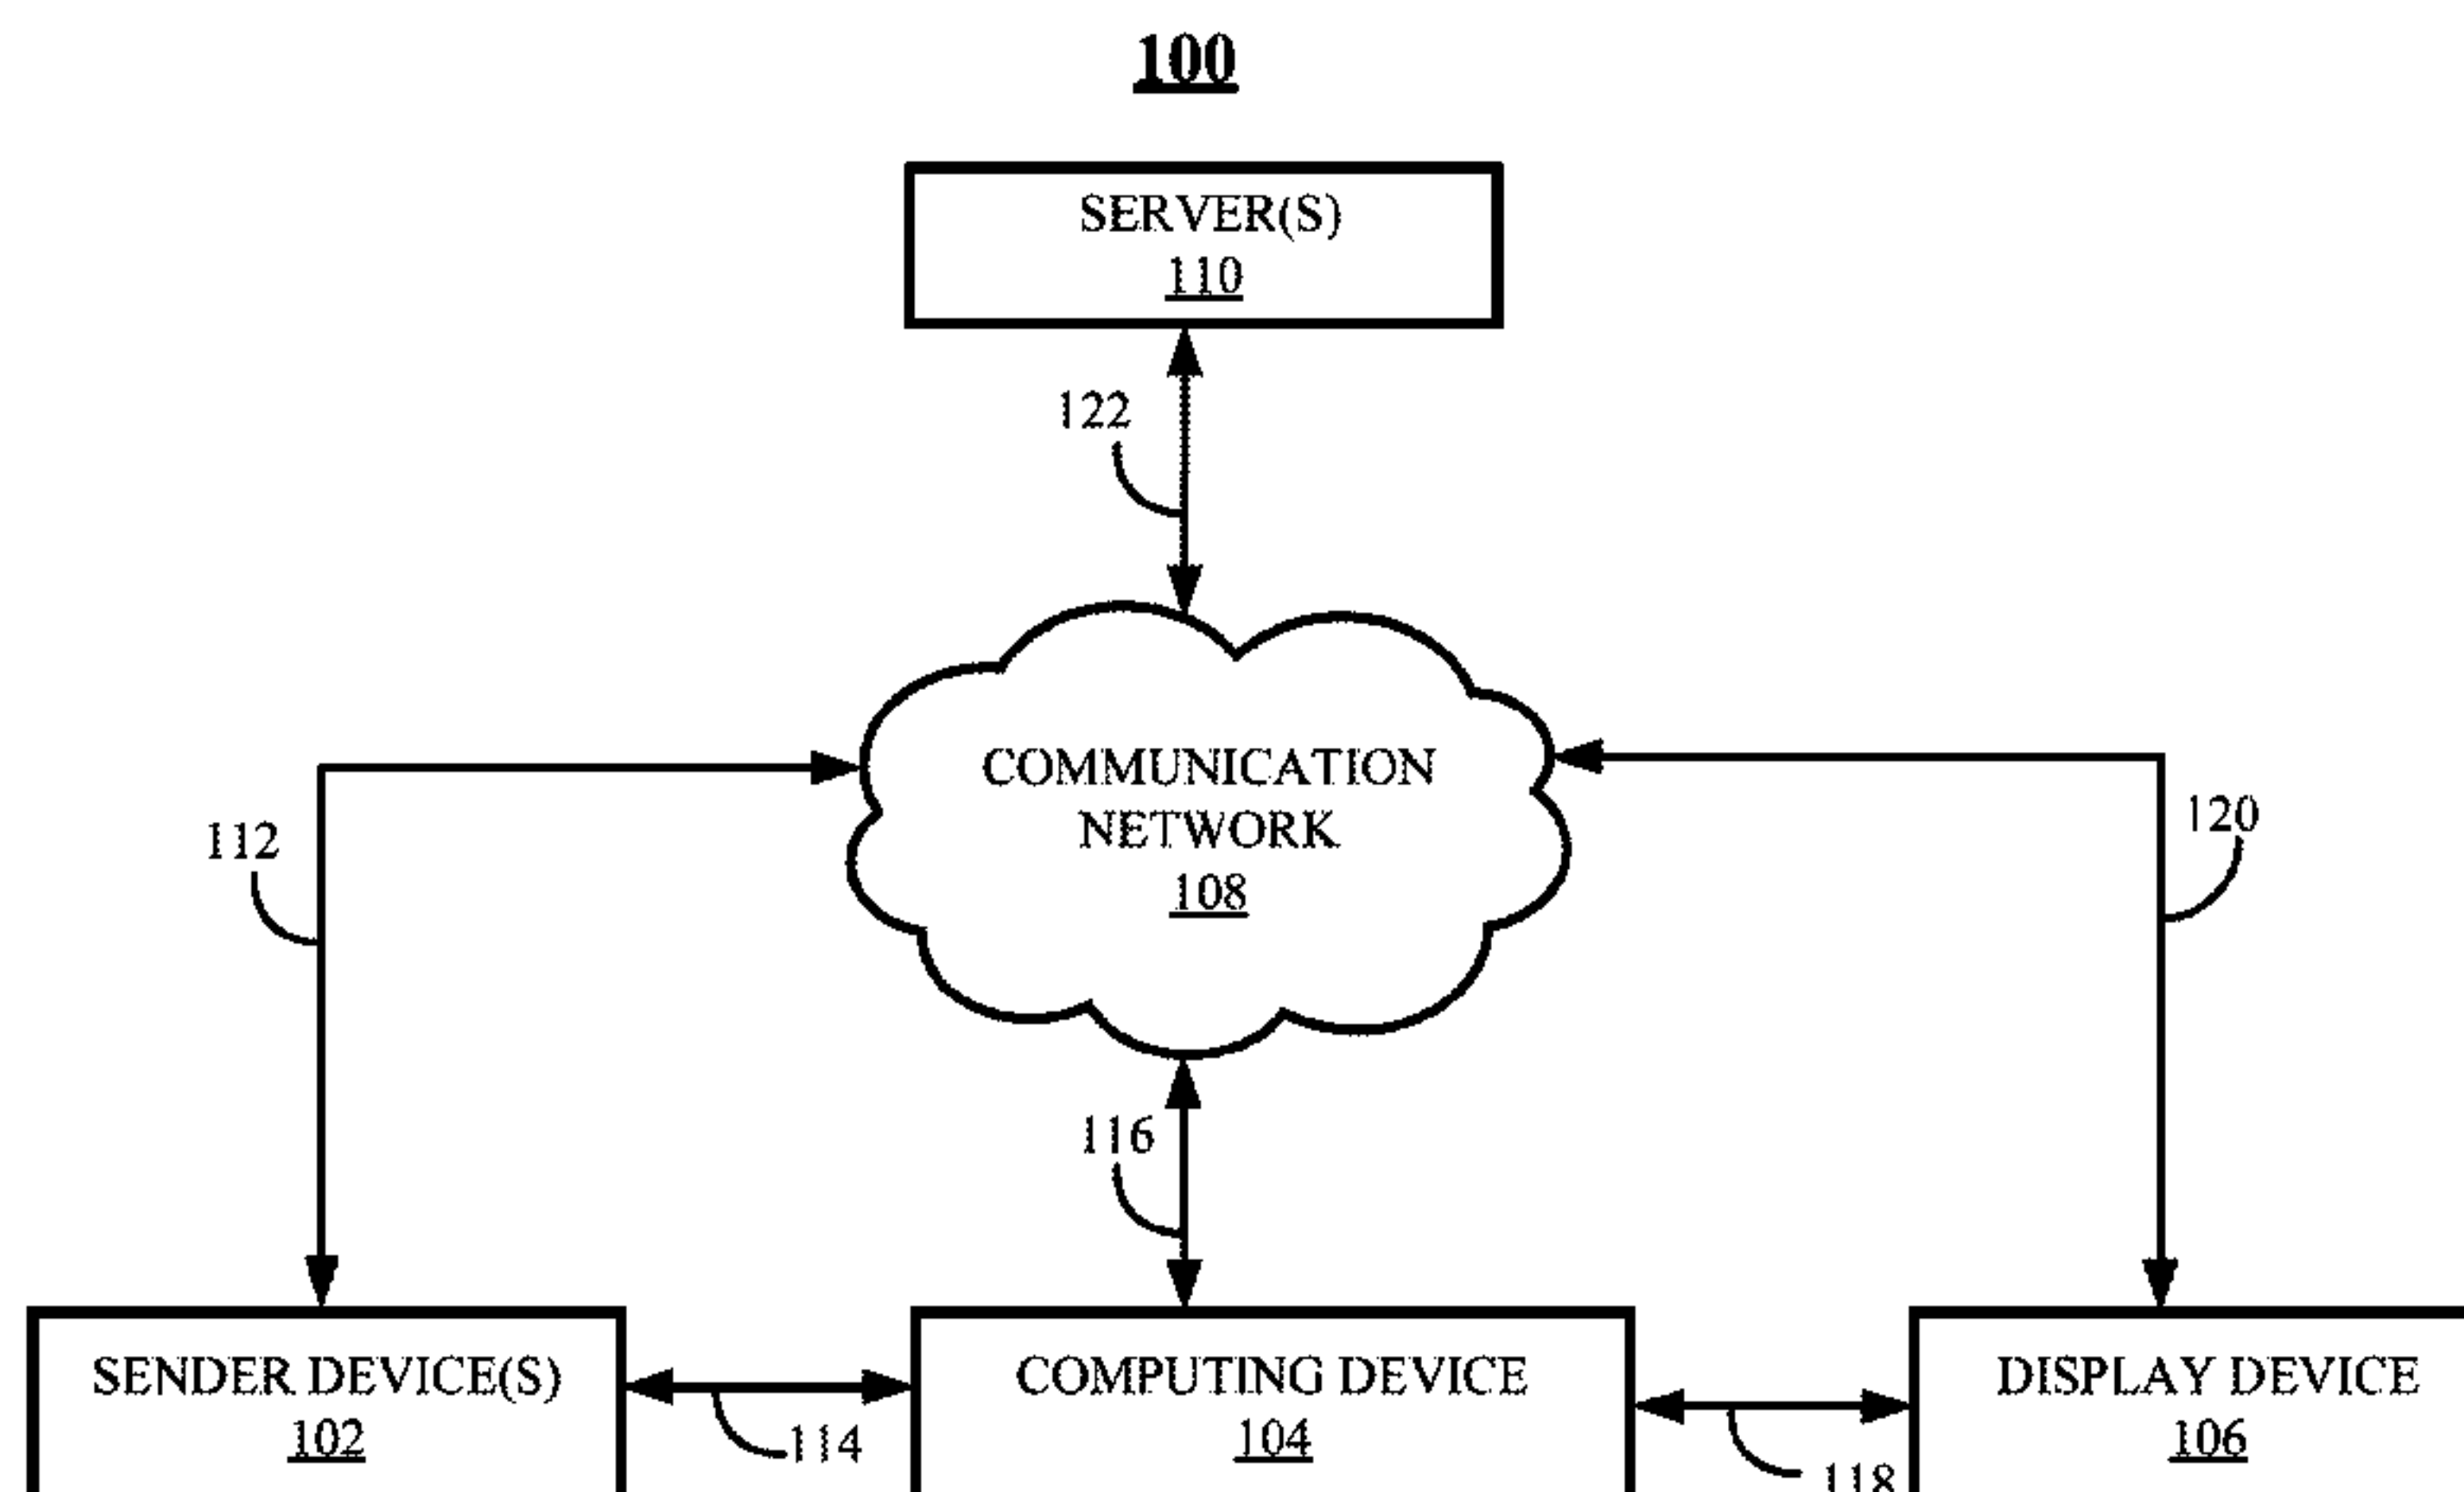 100
SERVER(S)
110
122
COMMUNICATION
NETWORK
108
112
120
116
SENDER DEVICE(S)
102
114
COMPUTING DEVICE
104
118
DISPLAY DEVICE
106